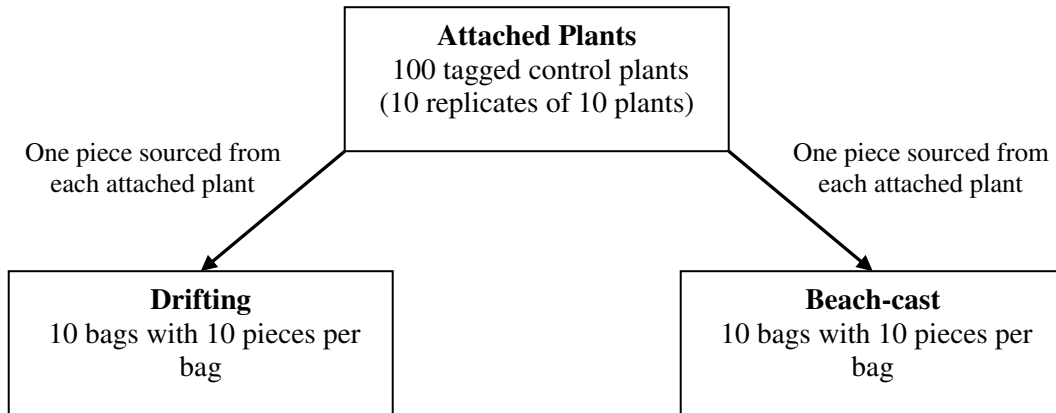 Attached Plants
100 tagged control plants
(10 replicates of 10 plants)
One piece sourced from
each attached plant
One piece sourced from
each attached plant
Drifting
10 bags with 10 pieces per
bag
Beach-cast
10 bags with 10 pieces per
bag